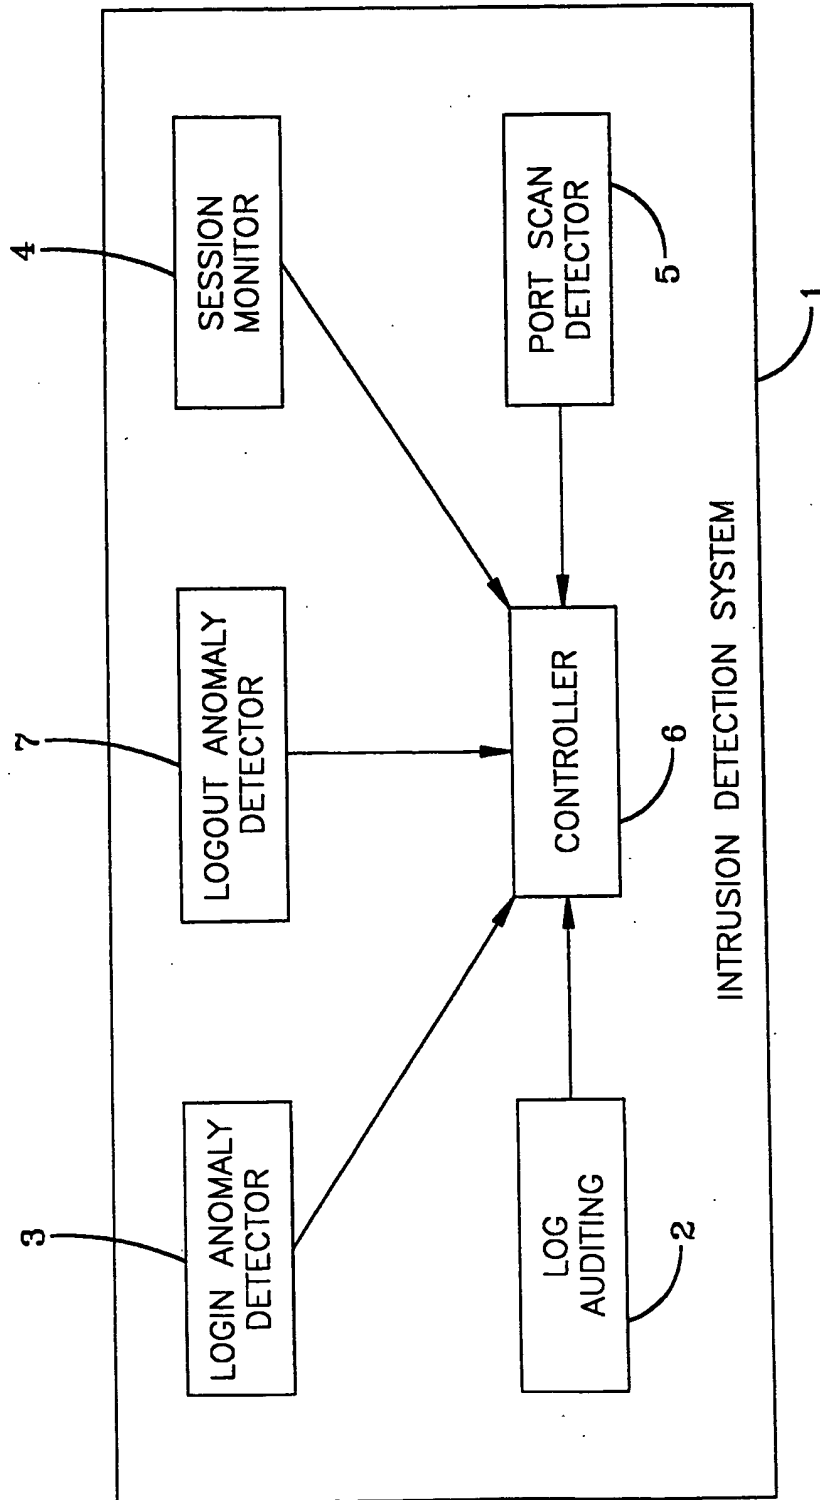 3
7
4
LOGIN ANOMALY
DETECTOR
LOGOUT ANOMALY
DETECTOR
SESSION
MONITOR
LOG
AUDITING
CONTROLLER
PORT SCAN
DETECTOR
2
6
5
INTRUSION DETECTION SYSTEM
1